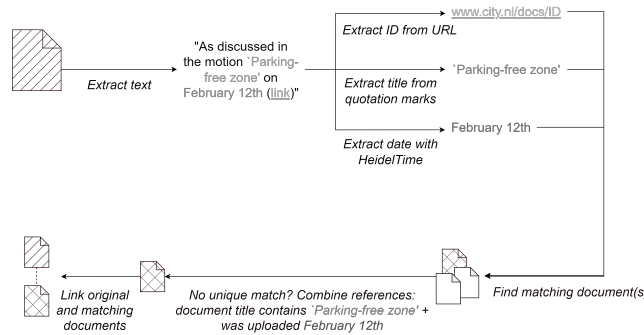 Extract text
"As discussed in
the motion `Parking-
free zone' on
February 12th (link)"
Extract ID from URL
www.city.nl/docs/ID
Extract title from
quotation marks
`Parking-free zone'
Extract date with
HeidelTime
February 12th
Find matching document(s
No unique match? Combine references:
document title contains `Parking-free zone' +
was uploaded February 12th
Link original
and matching
documents